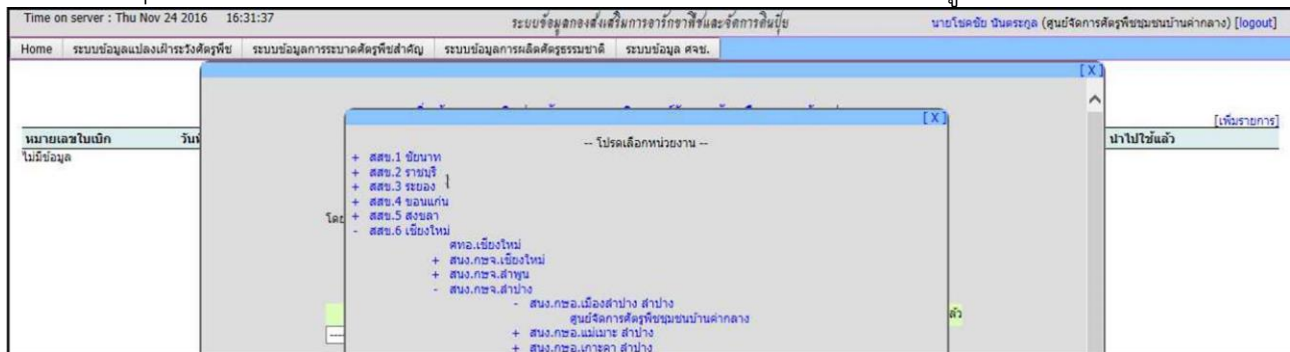 Time on server : Thu Nov 24 2016 16:31:37
ระบบข้อมูลกองส่งเสริมการอารักขาพืชและจัดการดินปุ๋ย
นายโชคชัย ปันตระกูล (ศูนย์จัดการศัตรูพืชชุมชนบ้านค่ากลาง) [logout]
Home ระบบข้อมูลแปลงเฝ้าระวังศัตรูพืช ระบบข้อมูลการระบาดศัตรูพืชสำคัญ ระบบข้อมูลการผลิตศัตรูธรรมชาติ ระบบข้อมูล ศจช.
[X]
[X]
[เพิ่มรายการ]
หมายเลขใบเบิก วันที่ นำไปใช้แล้ว
ไม่มีข้อมูล
-- โปรดเลือกหน่วยงาน --
+ สสข.1 ชัยนาท
+ สสข.2 ราชบุรี
+ สสข.3 ระยอง
+ สสข.4 ขอนแก่น
โดย
+ สสข.5 สงขลา
- สสข.6 เชียงใหม่
ศทอ.เชียงใหม่
+ สนง.กษจ.เชียงใหม่
+ สนง.กษจ.ลำพูน
- สนง.กษจ.ลำปาง
- สนง.กษอ.เมืองลำปาง ลำปาง
ศูนย์จัดการศัตรูพืชชุมชนบ้านค่ากลาง
+ สนง.กษอ.แม่เมาะ ลำปาง
+ สนง.กษอ.เกาะคา ลำปาง